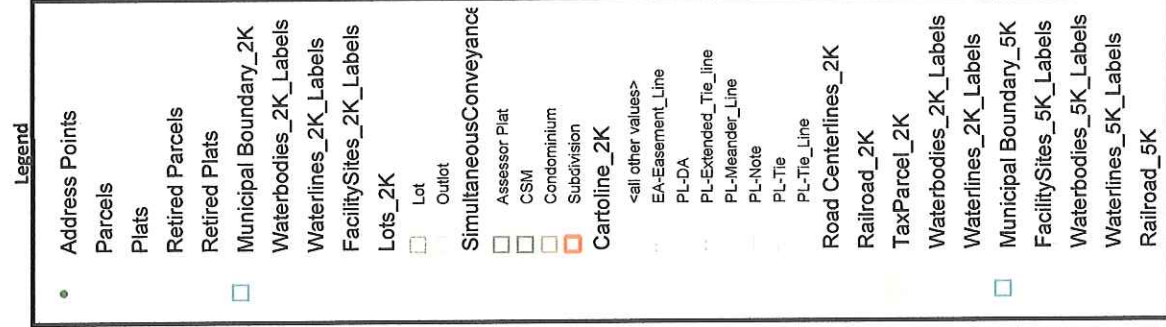 Legend
Address Points
Parcels
Plats
Retired Parcels
Retired Plats
Municipal Boundary_2K
Waterbodies_2K_Labels
Waterlines_2K_Labels
FacilitySites_2K_Labels
Lots_2K
Lot
Outlot
SimultaneousConveyance
Assessor Plat
CSM
Condominium
Subdivision
Cartoline_2K
<all other values>
EA-Easement_Line
PL-DA
PL-Extended_Tie_line
PL-Meander_Line
PL-Note
PL-Tie
PL-Tie_Line
Road Centerlines_2K
Railroad_2K
TaxParcel_2K
Waterbodies_2K_Labels
Waterlines_2K_Labels
Municipal Boundary_5K
FacilitySites_5K_Labels
Waterbodies_5K_Labels
Waterlines_5K_Labels
Railroad_5K